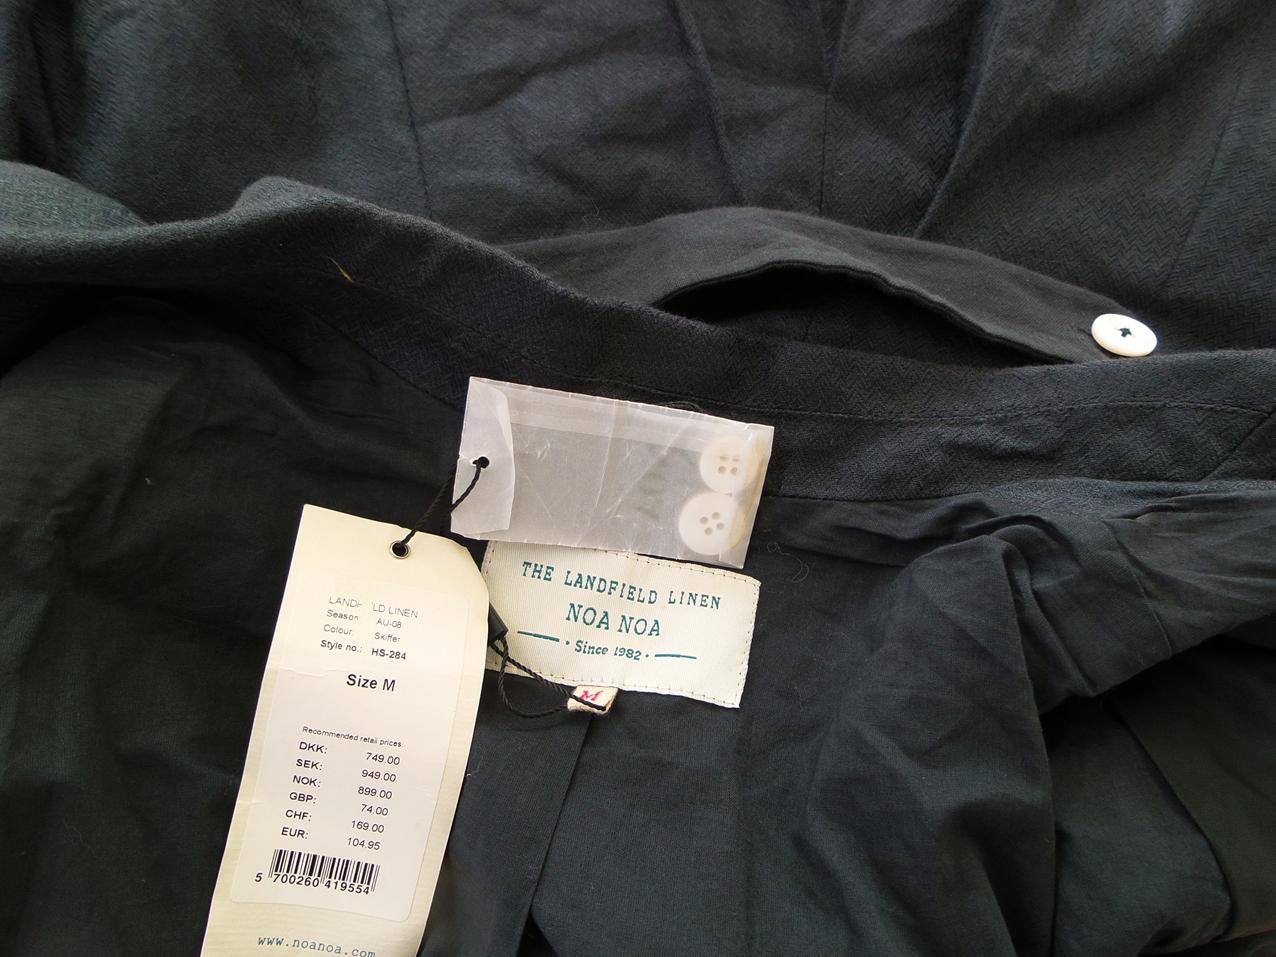 THE LANDFIELD LINEN
NOA NOA
Since 1982
M
LANDF LD LINEN
Season: AU-08
Colour: Skiffer
Style no.: HS-284
Size M
Recommended retail prices:
DKK: 749.00
SEK: 949.00
NOK: 899.00
GBP: 74.00
CHF: 169.00
EUR: 104.95
5 700260 419554
www.noanoa.com